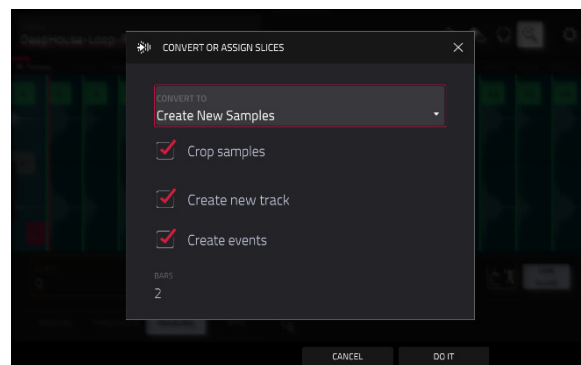 CONVERT OR ASSIGN SLICES
CONVERT TO
Create New Samples
Crop samples
Create new track
Create events
BARS
2
CANCEL
DO IT